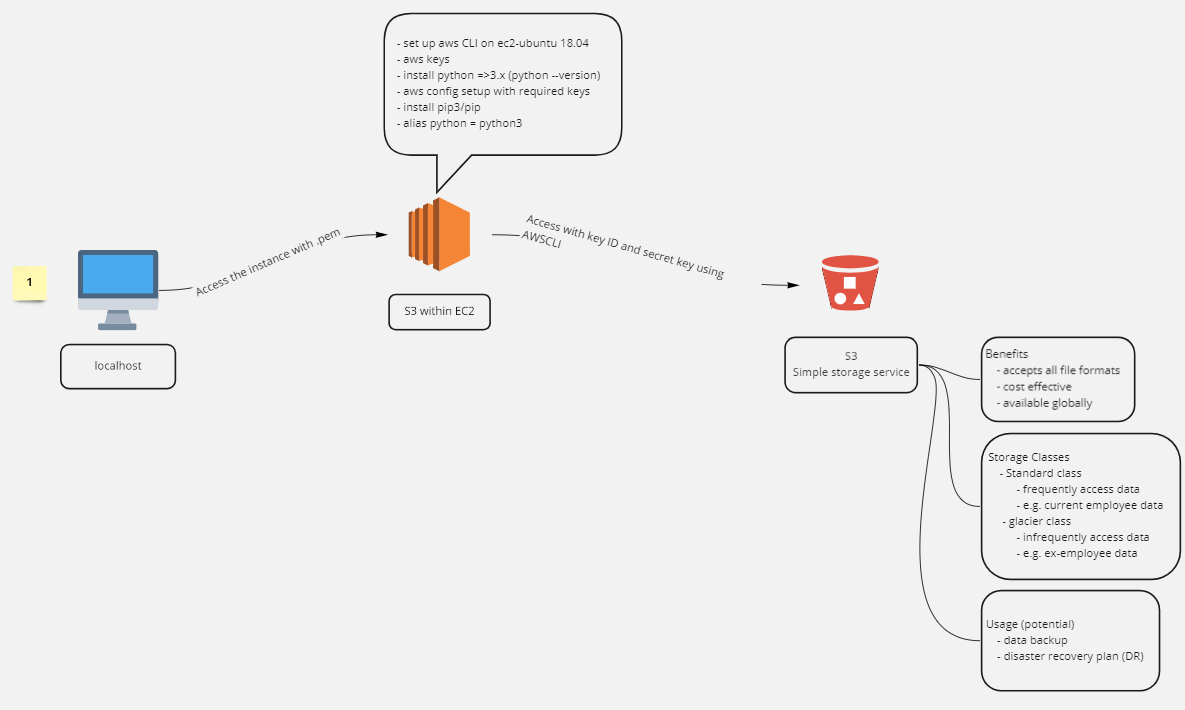 - set up aws CLI on ec2-ubuntu 18.04
- aws keys
- install python =>3.x (python --version)
- aws config setup with required keys
- install pip3/pip
- alias python = python3
Access the instance with .pem
Access with key ID and secret key using
AWSCLI
1
localhost
S3 within EC2
S3
Simple storage service
Benefits
- accepts all file formats
- cost effective
- available globally
Storage Classes
- Standard class
- frequently access data
- e.g. current employee data
- glacier class
- infrequently access data
- e.g. ex-employee data
Usage (potential)
- data backup
- disaster recovery plan (DR)